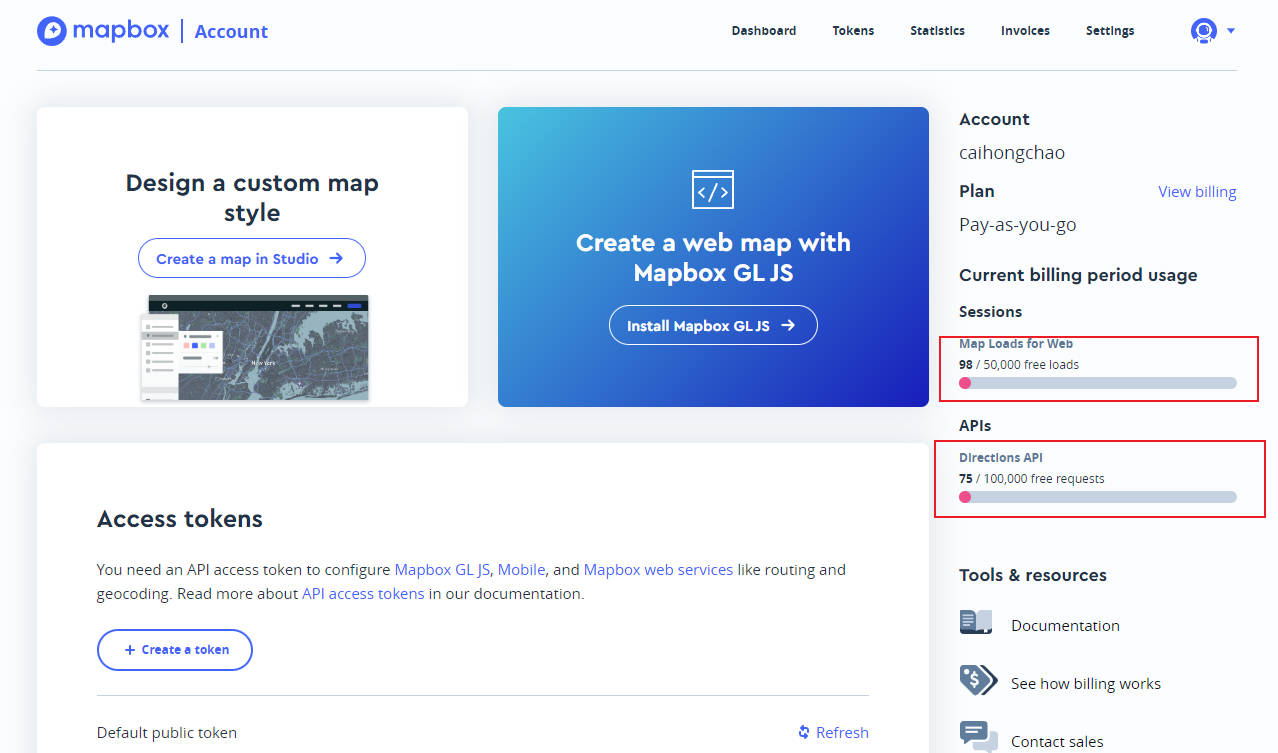 mapbox | Account
Dashboard
Tokens
Statistics
Invoices
Settings
Design a custom map
style
Create a map in Studio →
New York
</>
Create a web map with
Mapbox GL JS
Install Mapbox GL JS →
Account
caihongchao
Plan
View billing
Pay-as-you-go
Current billing period usage
Sessions
Map Loads for Web
98 / 50,000 free loads
APIs
Directions API
75 / 100,000 free requests
Access tokens
You need an API access token to configure Mapbox GL JS, Mobile, and Mapbox web services like routing and
geocoding. Read more about API access tokens in our documentation.
+ Create a token
Default public token
Refresh
Tools & resources
Documentation
$
See how billing works
Contact sales